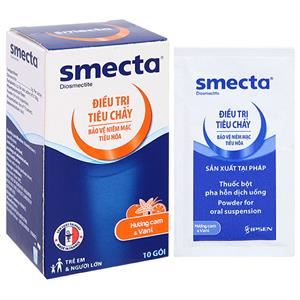 smecta®
Diosmectite
ĐIỀU TRỊ
TIÊU CHẢY
BẢO VỆ NIÊM MẠC
TIÊU HÓA
Hương cam
& Vani
TRẺ EM
& NGƯỜI LỚN
10 GÓI
smecta®
Diosmectite
ĐIỀU TRỊ
TIÊU CHẢY
BẢO VỆ NIÊM MẠC
TIÊU HÓA
SẢN XUẤT TẠI PHÁP
Thuốc bột
pha hỗn dịch uống
Powder for
oral suspension
Hương cam
& Vani
IPSEN